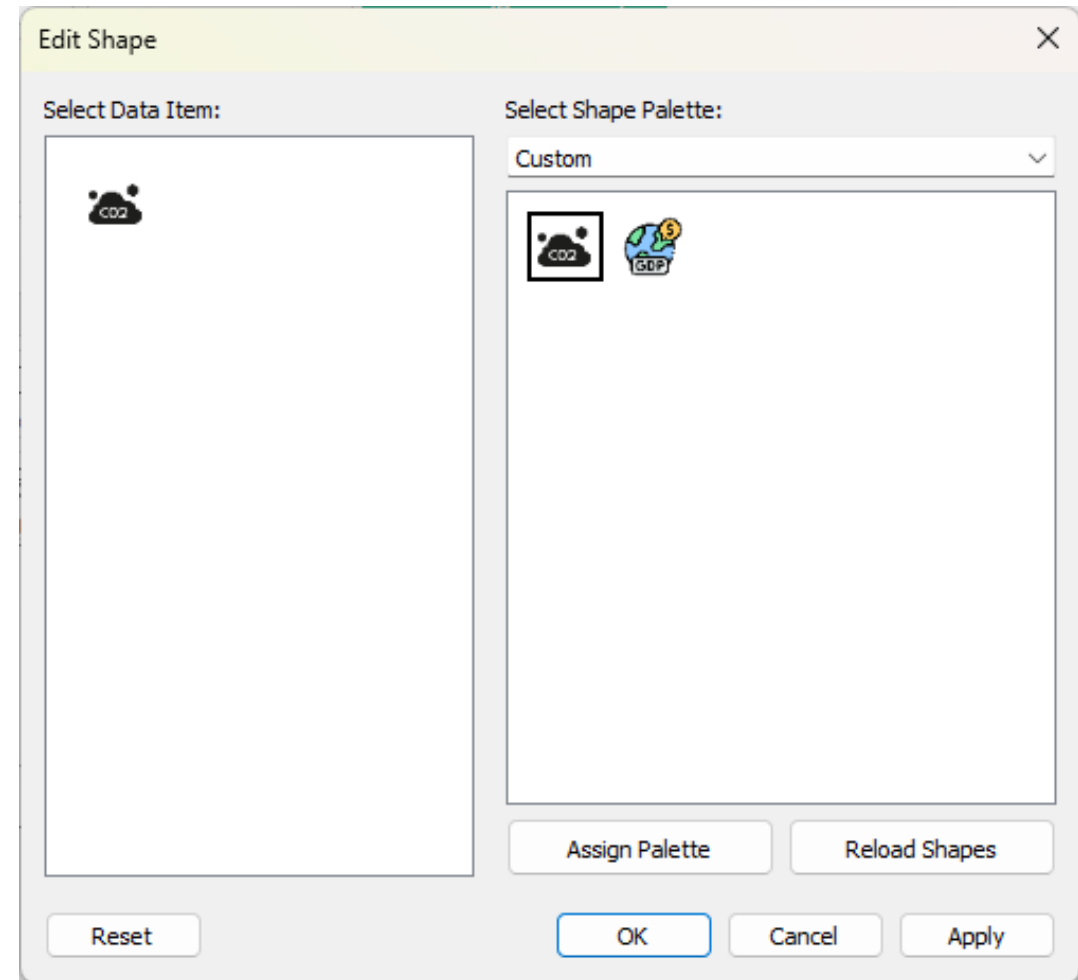 Edit Shape
Select Data Item:
Select Shape Palette:
Custom
CO2
CO2
GDP
Assign Palette
Reload Shapes
Reset
OK
Cancel
Apply